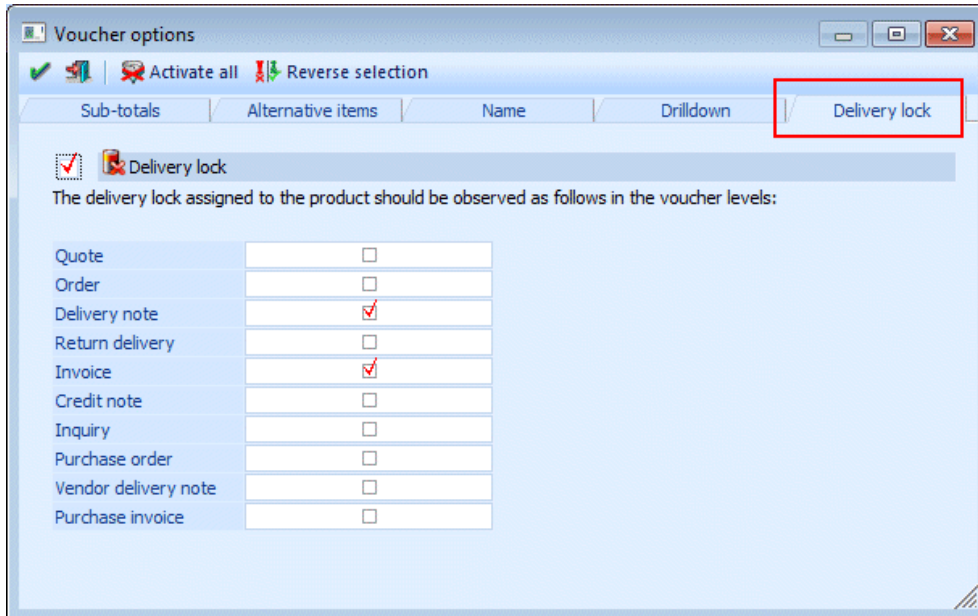 Voucher options
Activate all Reverse selection
Sub-totals Alternative items Name Drilldown Delivery lock
Delivery lock
The delivery lock assigned to the product should be observed as follows in the voucher levels:
Quote
Order
Delivery note
Return delivery
Invoice
Credit note
Inquiry
Purchase order
Vendor delivery note
Purchase invoice